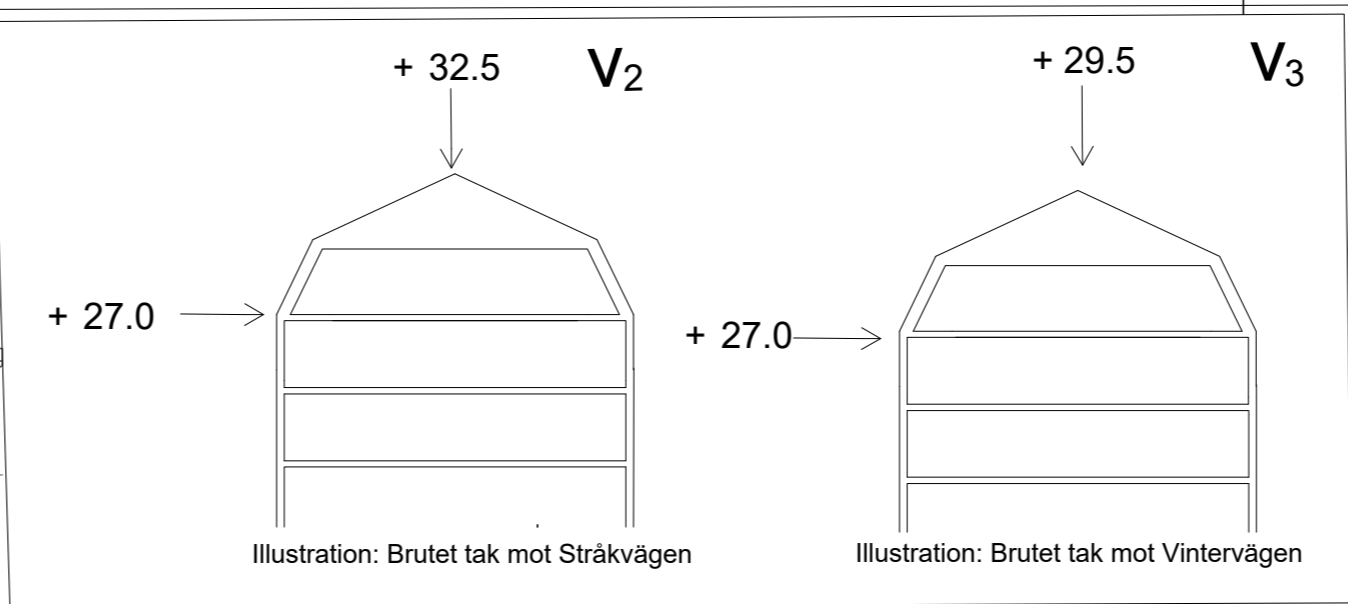 + 32.5
V2
+ 27.0
Illustration: Brutet tak mot Stråkvägen
+ 29.5
V3
+ 27.0
Illustration: Brutet tak mot Vintervägen